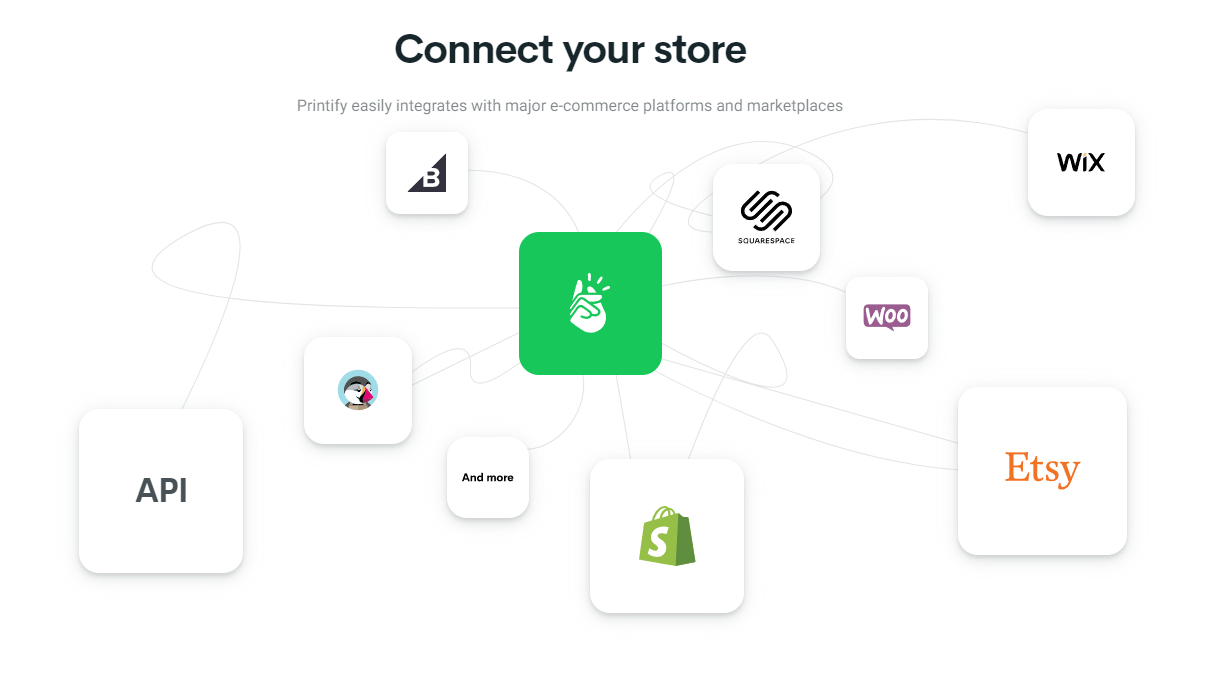 Connect your store
Printify easily integrates with major e-commerce platforms and marketplaces
B
WiX
SQUARESPACE
WOO
API
And more
S
Etsy